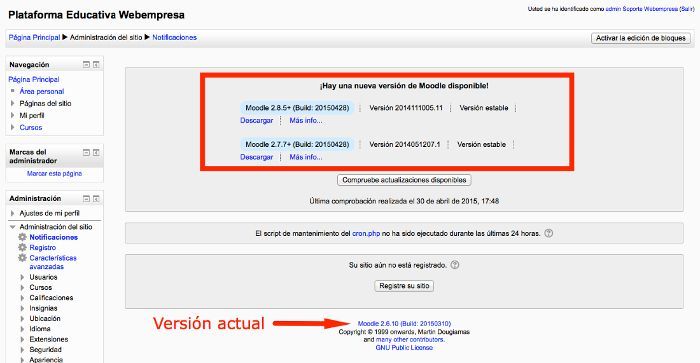 Plataforma Educativa Webempresa
Usted se ha identificado como admin Soporte Webempresa (Salir)
Página Principal ▶ Administración del sitio ▶ Notificaciones
Activar la edición de bloques
Navegación
Página Principal
Área personal
Páginas del sitio
Mi perfil
Cursos
Marcas del administrador
Marcar esta página
Administración
Ajustes de mi perfil
Administración del sitio
Notificaciones
Registro
Características avanzadas
Usuarios
Cursos
Calificaciones
Insignias
Ubicación
Idioma
Extensiones
Seguridad
Apariencia
¡Hay una nueva versión de Moodle disponible!
Moodle 2.8.5+ (Build: 20150428) Versión 2014111005.11 Versión estable
Descargar Más info...
Moodle 2.7.7+ (Build: 20150428) Versión 2014051207.1 Versión estable
Descargar Más info...
Compruebe actualizaciones disponibles
Última comprobación realizada el 30 de abril de 2015, 17:48
El script de mantenimiento del cron.php no ha sido ejecutado durante las últimas 24 horas.
Su sitio aún no está registrado.
Registre su sitio
Versión actual
Moodle 2.6.10 (Build: 20150310)
Copyright © 1999 onwards, Martin Dougiamas
and many other contributors.
GNU Public License